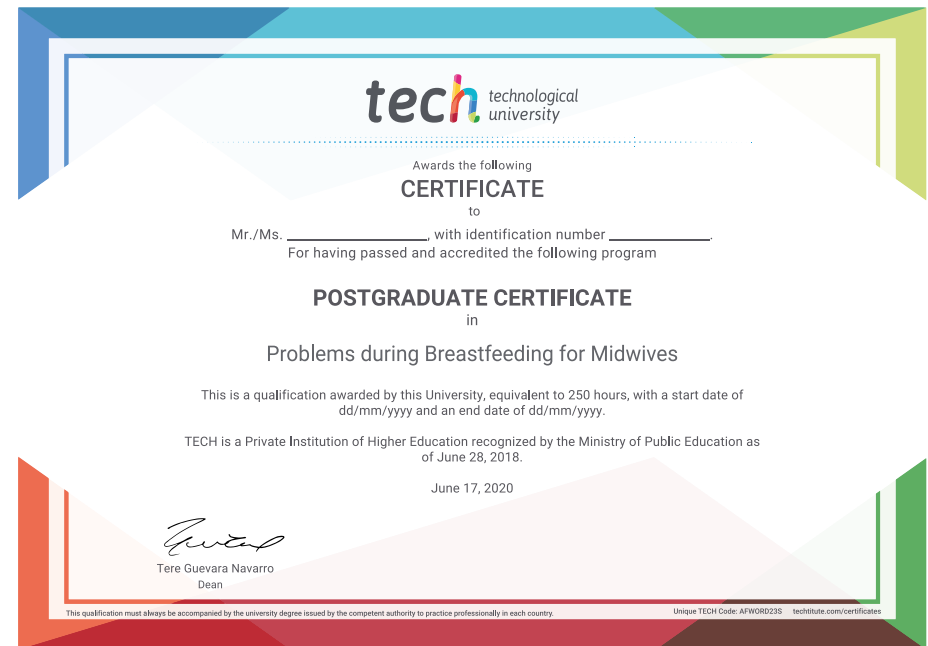 tech technological
university
Awards the following
CERTIFICATE
to
Mr./Ms. ____________, with identification number ____________.
For having passed and accredited the following program
POSTGRADUATE CERTIFICATE
in
Problems during Breastfeeding for Midwives
This is a qualification awarded by this University, equivalent to 250 hours, with a start date of
dd/mm/yyyy and an end date of dd/mm/yyyy.
TECH is a Private Institution of Higher Education recognized by the Ministry of Public Education as
of June 28, 2018.
June 17, 2020
Tere Guevara Navarro
Dean
This qualification must always be accompanied by the university degree issued by the competent authority to practice professionally in each country.
Unique TECH Code: AFWORD23S techtitute.com/certificates